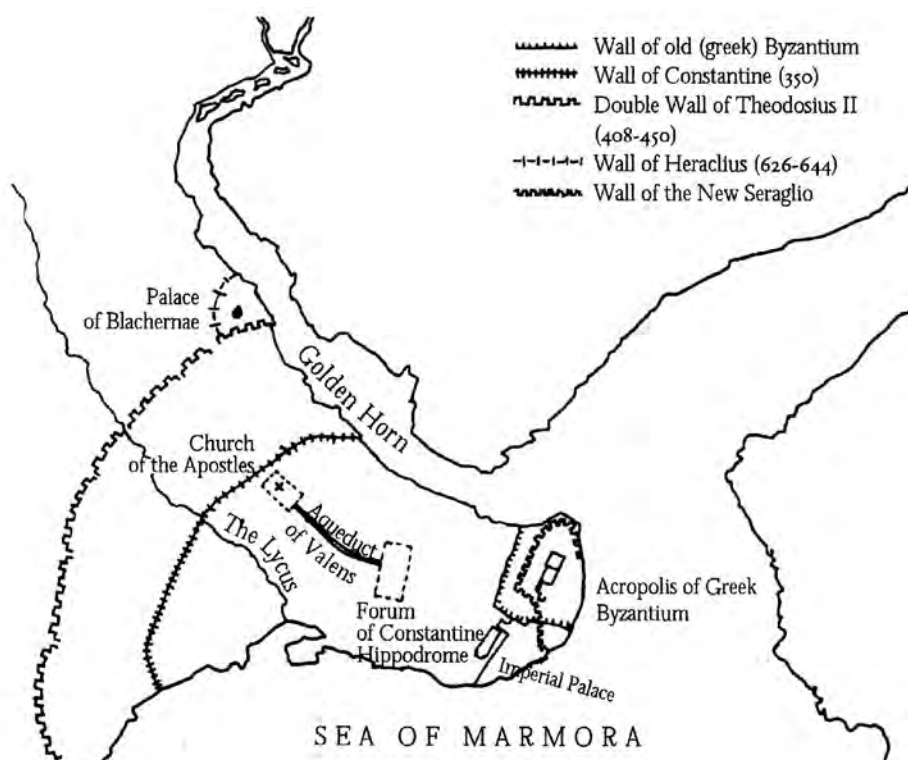 Wall of old (greek) Byzantium
Wall of Constantine (350)
Double Wall of Theodosius II
(408-450)
Wall of Heraclius (626-644)
Wall of the New Seraglio
Palace
of Blachernae
Golden Horn
Church
of the Apostles
Aqueduct
of Valens
The Lycus
Forum
of Constantine
Hippodrome
Acropolis of Greek
Byzantium
Imperial Palace
SEA OF MARMORA